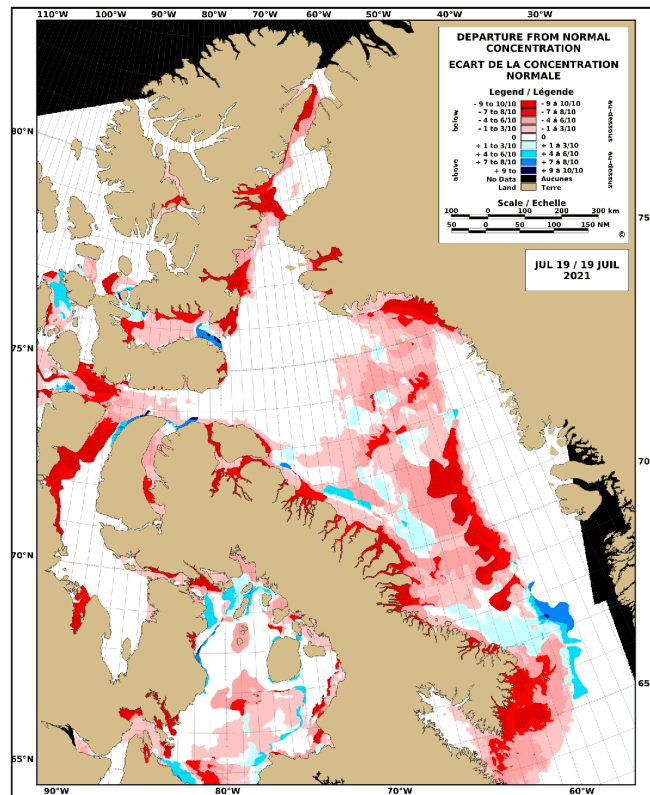 110°W 100°W 90°W 80°W 70°W 60°W 50°W 40°W 30°W
DEPARTURE FROM NORMAL
CONCENTRATION
ECART DE LA CONCENTRATION
NORMALE
Legend / Légende
below
above
- 9 to 10/10 - 9 à 10/10
- 7 to 8/10 - 7 à 8/10
- 4 to 6/10 - 4 à 6/10
- 1 to 3/10 - 1 à 3/10
0 0
+ 1 to 3/10 + 1 à 3/10
+ 4 to 6/10 + 4 à 6/10
+ 7 to 8/10 + 7 à 8/10
+ 9 to + 9 à 10/10
No Data Aucunes
Land Terre
au-dessous
au-dessus
Scale / Echelle
100 0 100 200 300 km
50 0 50 100 150 NM
©
JUL 19 / 19 JUIL
2021
80°N
75°N
70°N
65°N
75
70
65
90°W 80°W 70°W 60°W